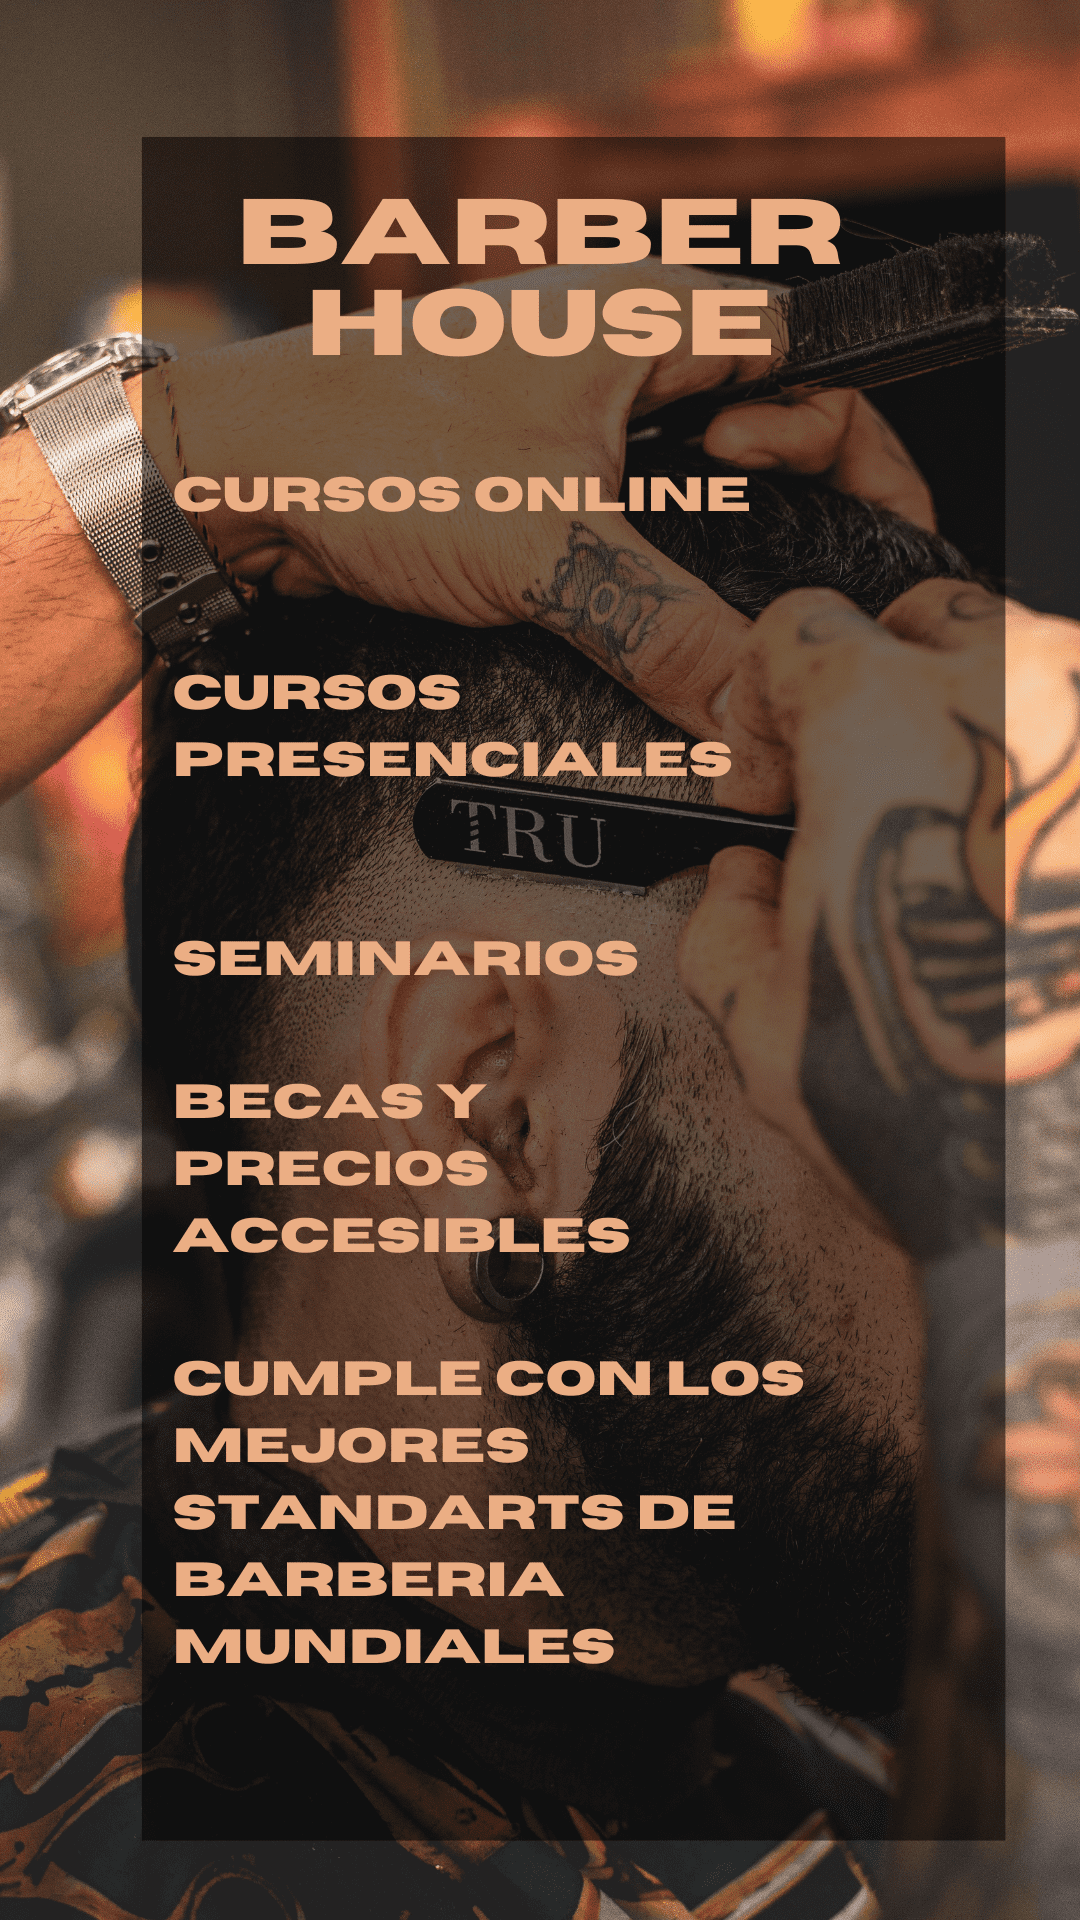 BARBER
HOUSE
CURSOS ONLINE
CURSOS
PRESENCIALES
TRU
SEMINARIOS
BECAS Y
PRECIOS
ACCESIBLES
CUMPLE CON LOS
MEJORES
STANDARTS DE
BARBERIA
MUNDIALES